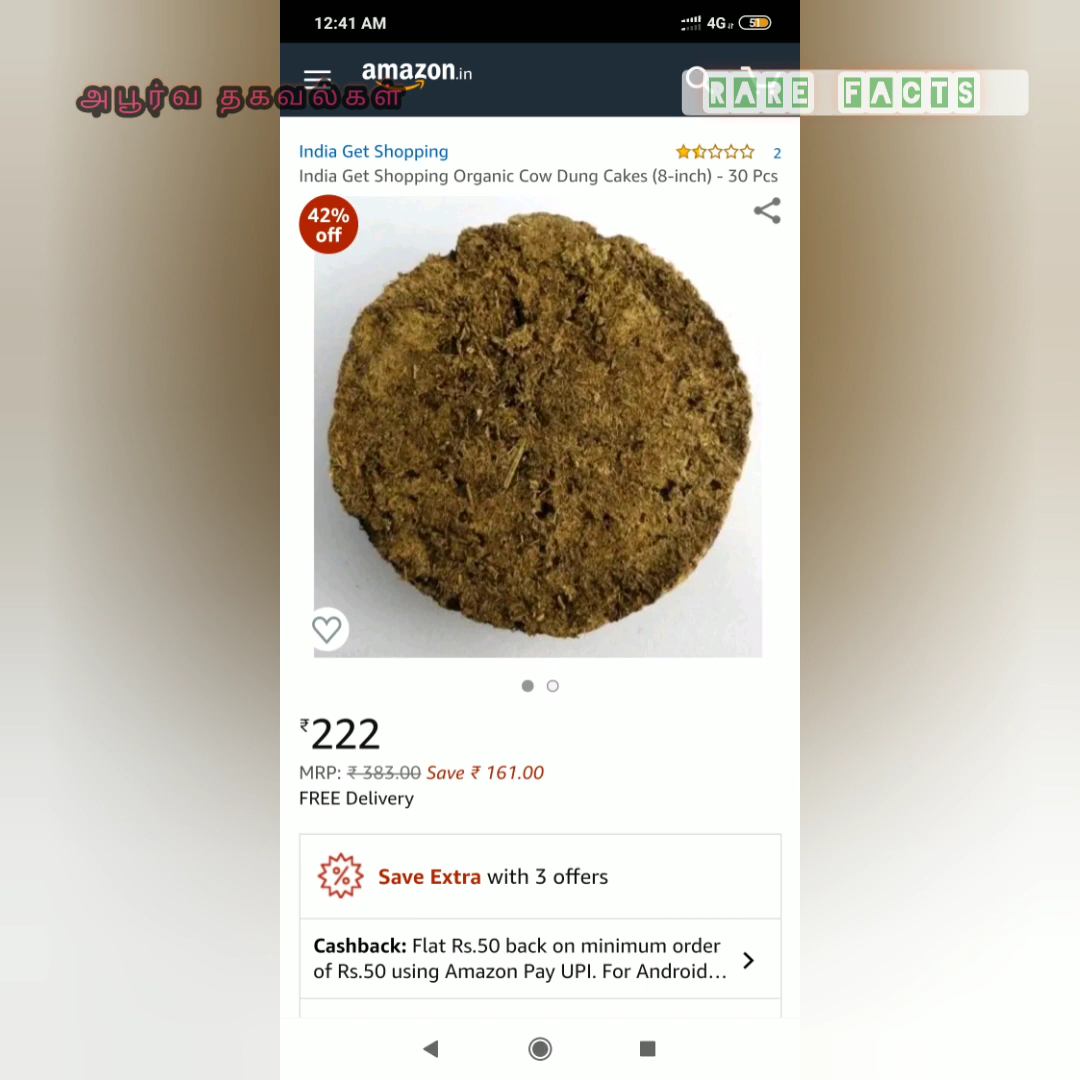 12:41 AM 4G 51
amazon.in
அபூர்வ தகவல்கள் RARE FACTS
India Get Shopping 2
India Get Shopping Organic Cow Dung Cakes (8-inch) - 30 Pcs
42%
off
₹222
MRP: ₹ 383.00 Save ₹ 161.00
FREE Delivery
% Save Extra with 3 offers
Cashback: Flat Rs.50 back on minimum order
of Rs.50 using Amazon Pay UPI. For Android…